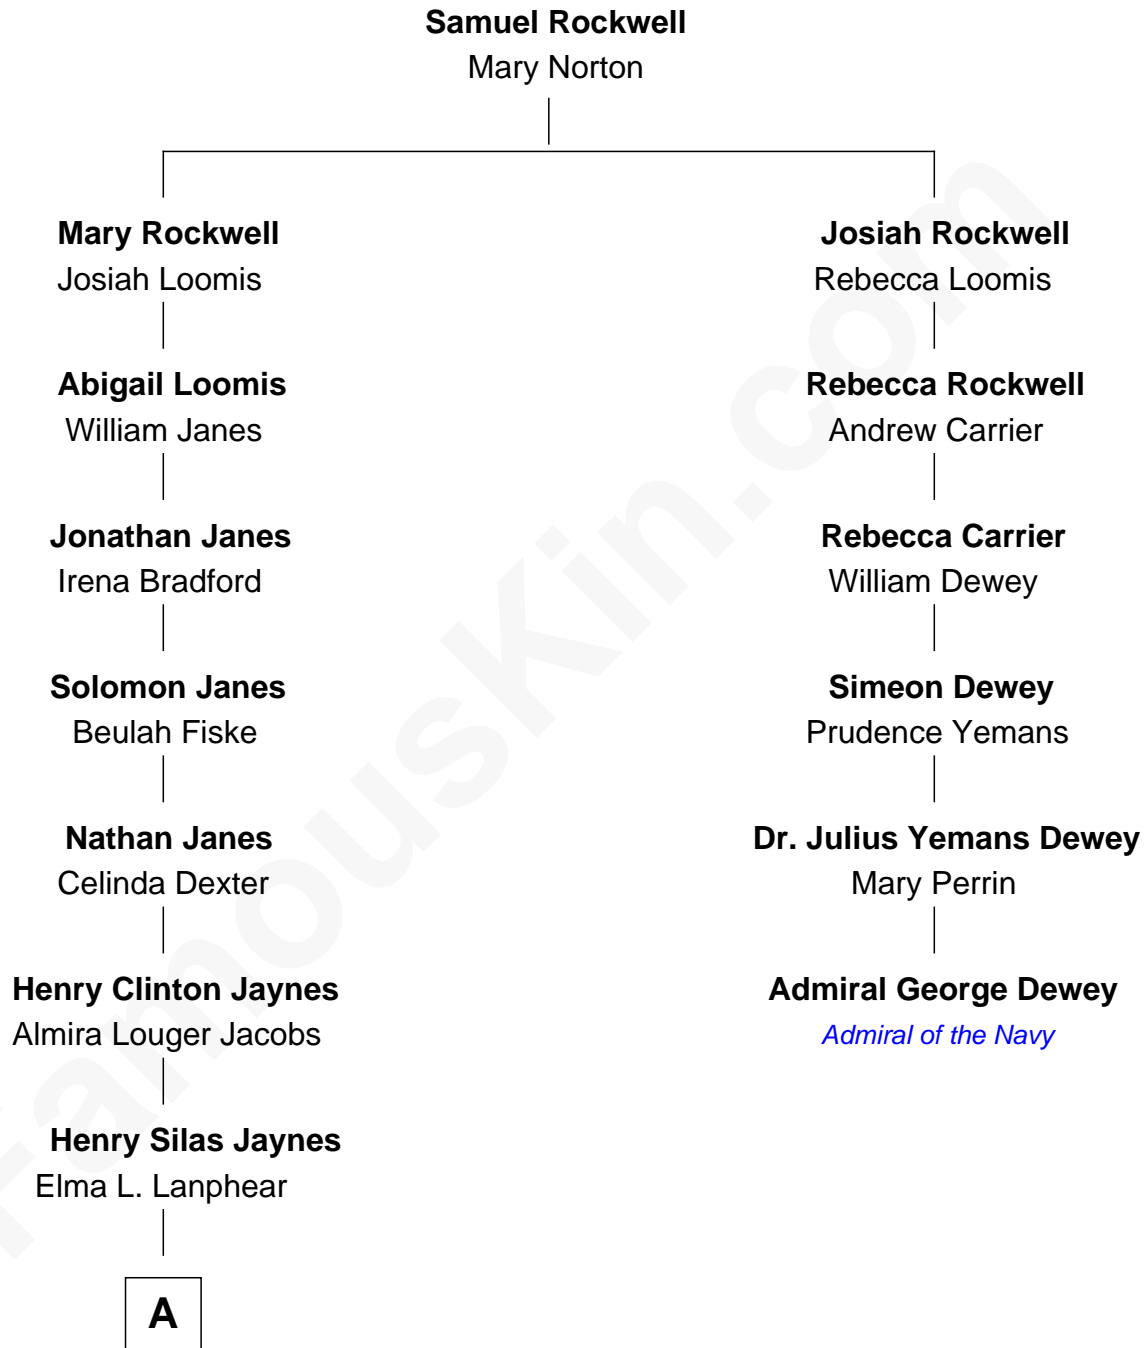 Samuel Rockwell
Mary Norton
Mary Rockwell
Josiah Loomis
Abigail Loomis
William Janes
Jonathan Janes
Irena Bradford
Solomon Janes
Beulah Fiske
Nathan Janes
Celinda Dexter
Henry Clinton Jaynes
Almira Louger Jacobs
Henry Silas Jaynes
Elma L. Lanphear
A
Josiah Rockwell
Rebecca Loomis
Rebecca Rockwell
Andrew Carrier
Rebecca Carrier
William Dewey
Simeon Dewey
Prudence Yemans
Dr. Julius Yemans Dewey
Mary Perrin
Admiral George Dewey
Admiral of the Navy
FamousKin.com